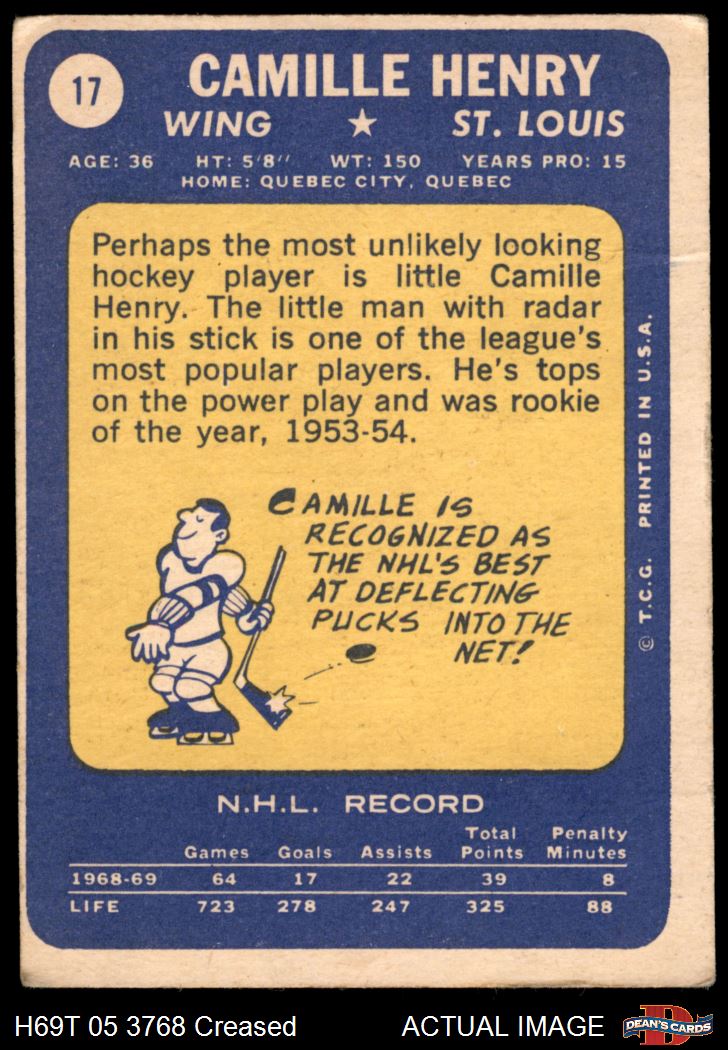 17
CAMILLE HENRY
WING ★ ST. LOUIS
AGE: 36 HT: 5'8" WT: 150 YEARS PRO: 15
HOME: QUEBEC CITY, QUEBEC
Perhaps the most unlikely looking
hockey player is little Camille
Henry. The little man with radar
in his stick is one of the league's
most popular players. He's tops
on the power play and was rookie
of the year, 1953-54.
CAMILLE IS
RECOGNIZED AS
THE NHL'S BEST
AT DEFLECTING
PUCKS INTO THE
NET!
© T.C.G. PRINTED IN U.S.A.
N.H.L. RECORD
Games Goals Assists Total Points Penalty Minutes
1968-69 64 17 22 39 8
LIFE 723 278 247 325 88
H69T 05 3768 Creased ACTUAL IMAGE
D
DEAN'S CARDS